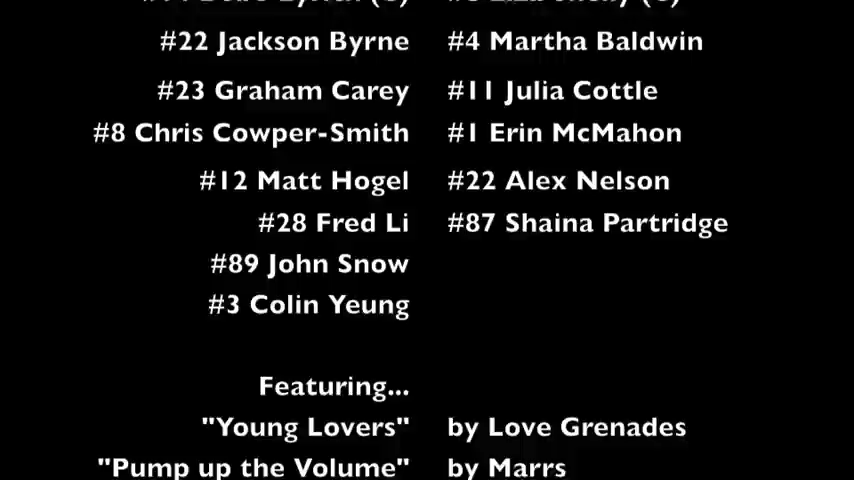 #22 Jackson Byrne #4 Martha Baldwin
#23 Graham Carey #11 Julia Cottle
#8 Chris Cowper-Smith #1 Erin McMahon
#12 Matt Hogel #22 Alex Nelson
#28 Fred Li #87 Shaina Partridge
#89 John Snow
#3 Colin Yeung
Featuring...
"Young Lovers" by Love Grenades
"Pump up the Volume" by Marrs